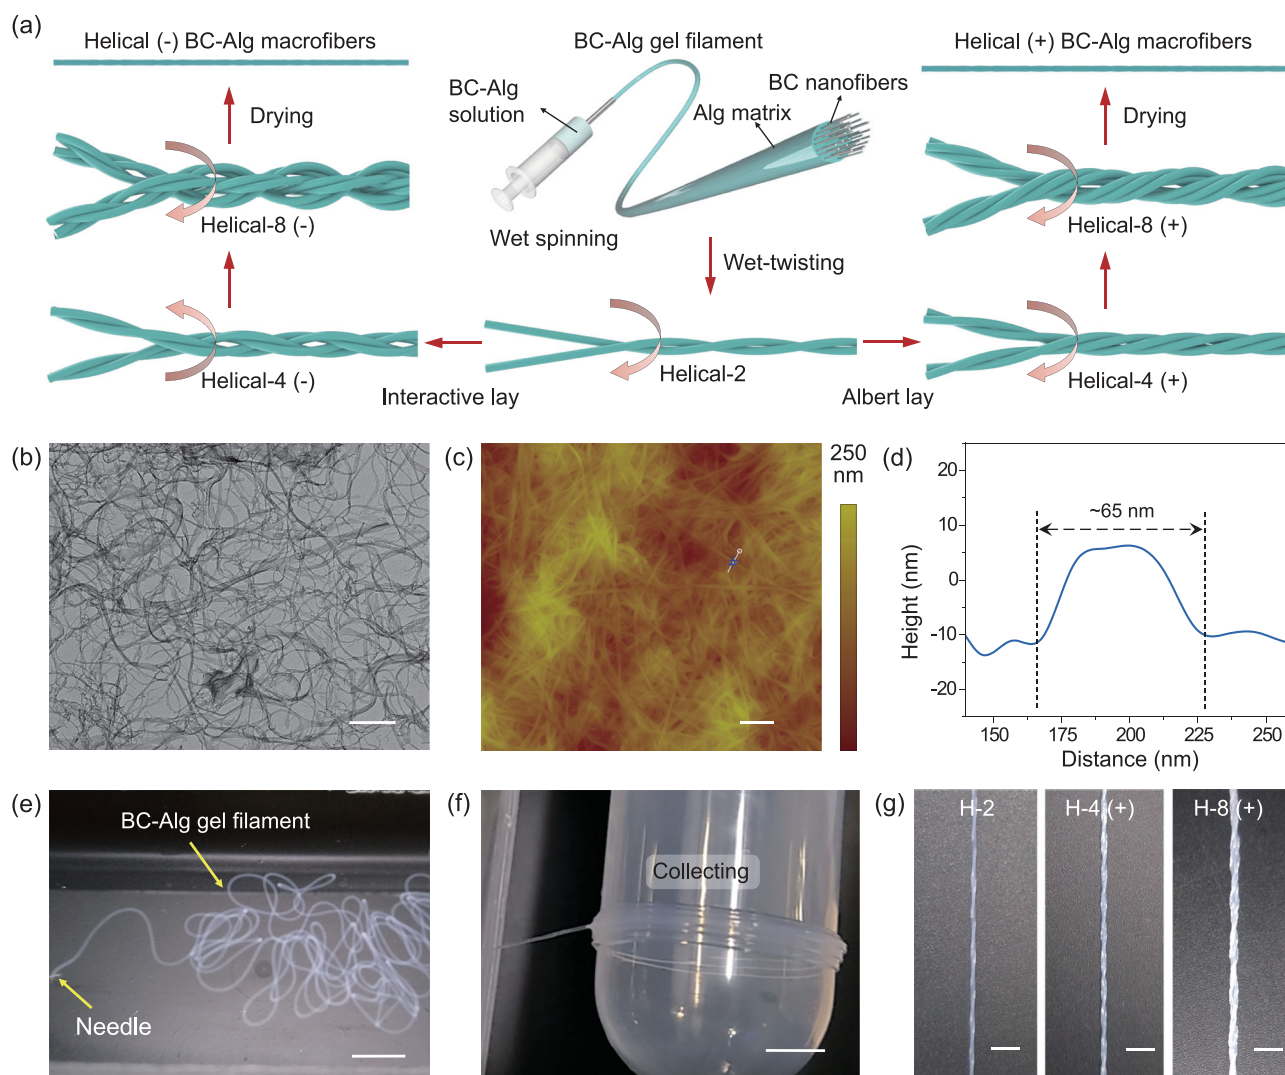 (a)
Helical (-) BC-Alg macrofibers
BC-Alg gel filament
Helical (+) BC-Alg macrofibers
BC-Alg
solution
BC nanofibers
Alg matrix
Drying
Drying
Helical-8 (-)
Wet spinning
Helical-8 (+)
Wet-twisting
Helical-4 (-)
Helical-2
Helical-4 (+)
Interactive lay
Albert lay
(b)
(c)
250
nm
(d)
20
10
0
-10
-20
~65 nm
Height (nm)
150 175 200 225 250
Distance (nm)
(e)
BC-Alg gel filament
Needle
(f)
Collecting
(g)
H-2
H-4 (+)
H-8 (+)